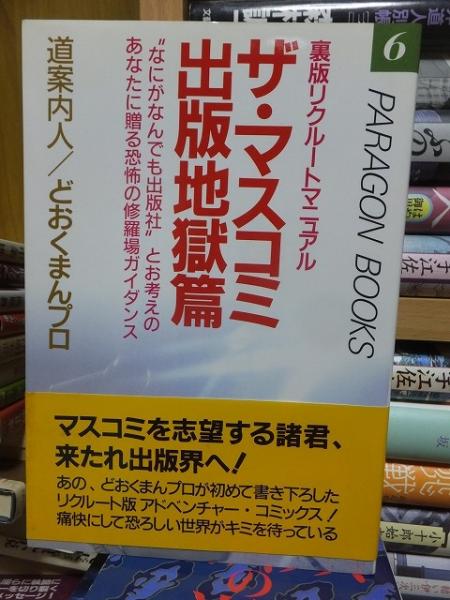 6
PARAGON BOOKS
裏版リクルートマニュアル
ザ・マスコミ
出版地獄篇
“なにがなんでも出版社”とお考えの
あなたに贈る恐怖の修羅場ガイダンス
道案内人／どおくまんプロ
マスコミを志望する諸君、
来たれ出版界へ!
あの、どおくまんプロが初めて書き下ろした
リクルート版 アドベンチャー・コミックス!
痛快にして恐ろしい世界がキミを待っている